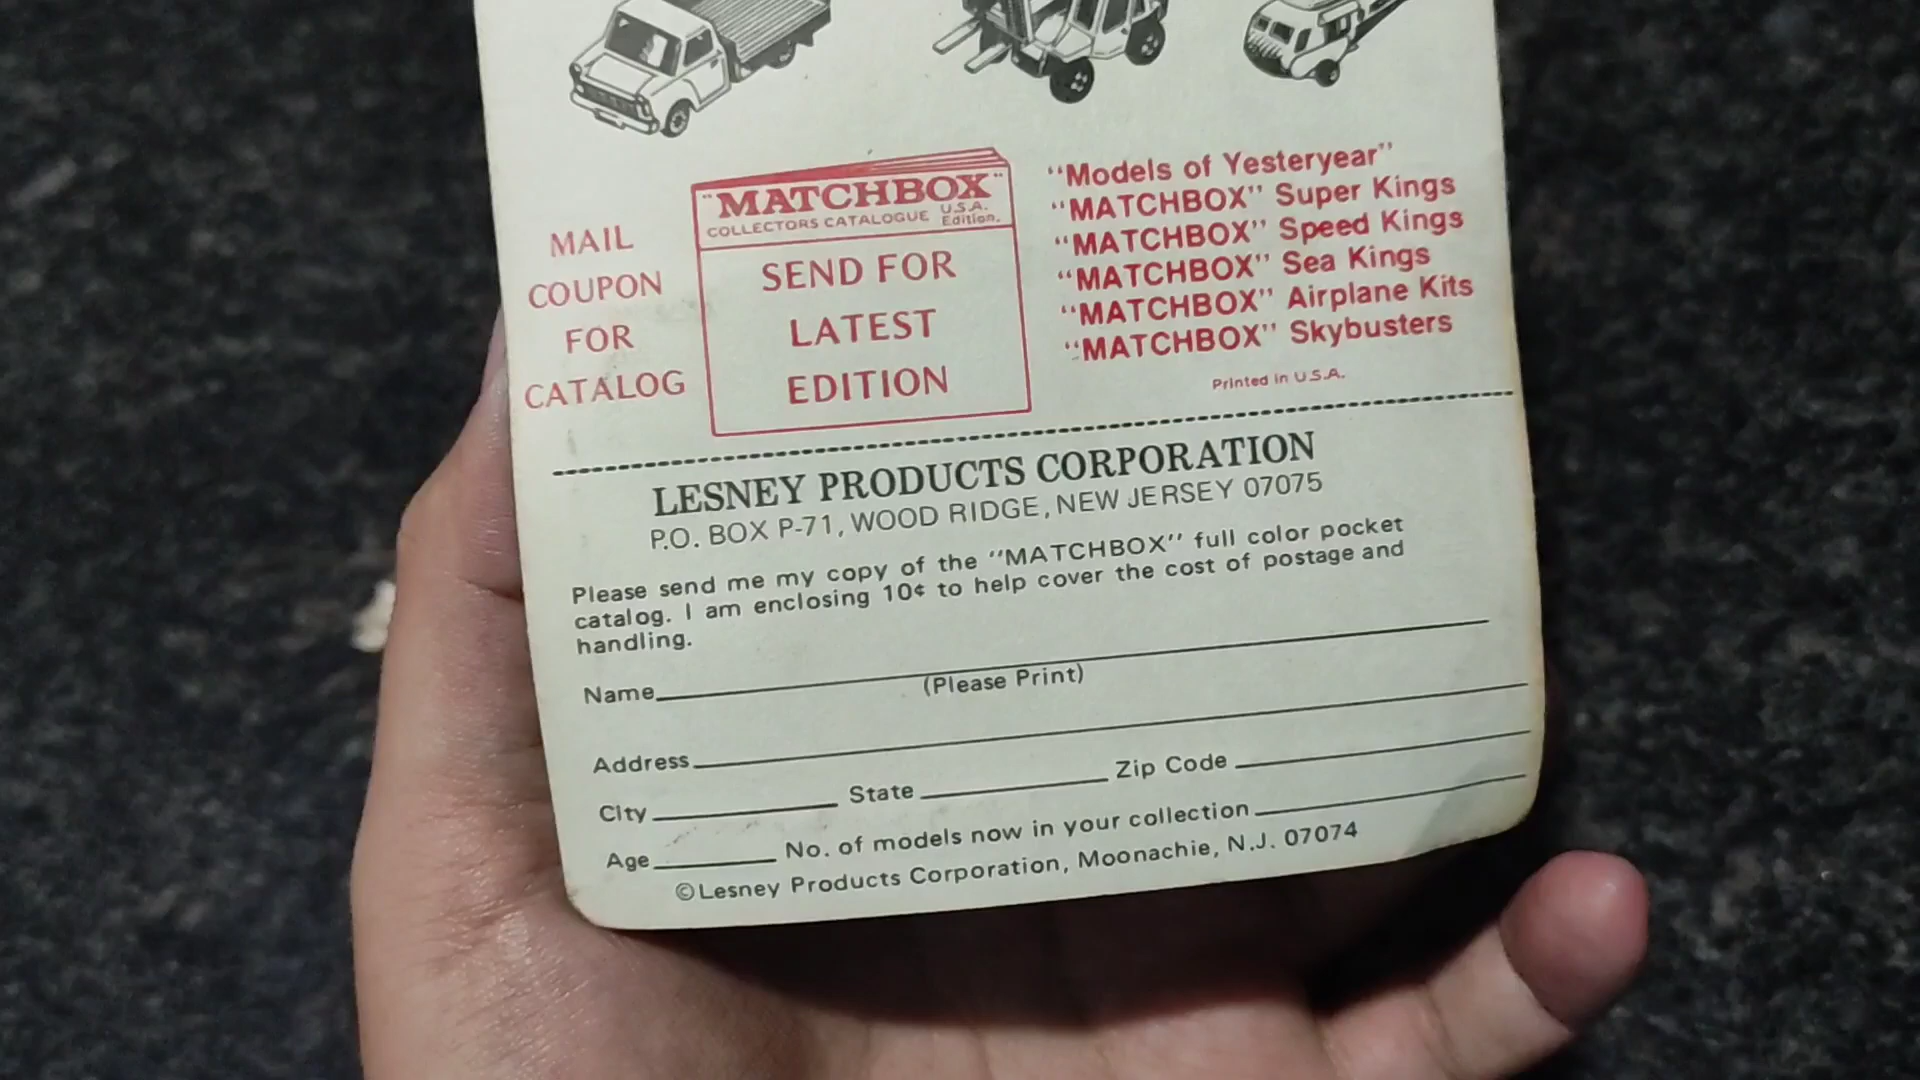 MAIL
COUPON
FOR
CATALOG
"MATCHBOX"
COLLECTORS CATALOGUE U.S.A. Edition.
SEND FOR
LATEST
EDITION
"Models of Yesteryear"
"MATCHBOX" Super Kings
"MATCHBOX" Speed Kings
"MATCHBOX" Sea Kings
"MATCHBOX" Airplane Kits
"MATCHBOX" Skybusters
Printed in U.S.A.
LESNEY PRODUCTS CORPORATION
P.O. BOX P-71, WOOD RIDGE, NEW JERSEY 07075
Please send me my copy of the "MATCHBOX" full color pocket
catalog. I am enclosing 10¢ to help cover the cost of postage and
handling.
Name
(Please Print)
Address
City State Zip Code
Age No. of models now in your collection
©Lesney Products Corporation, Moonachie, N.J. 07074